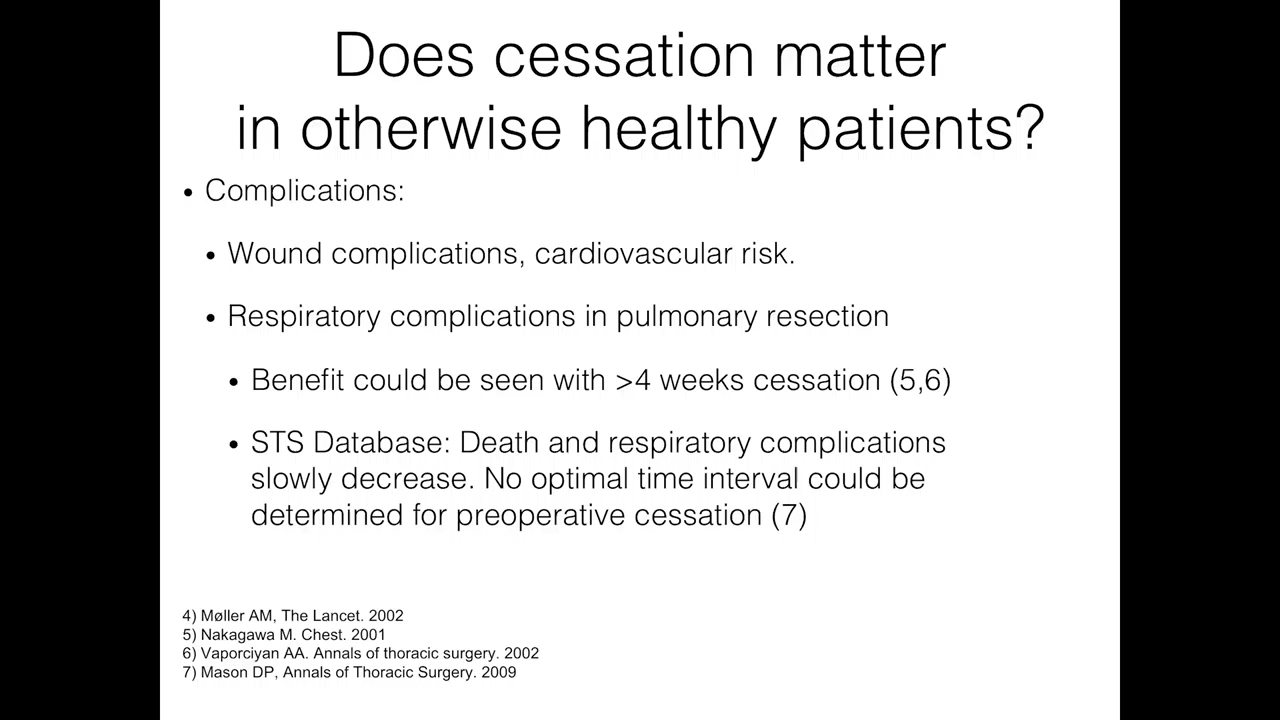 Does cessation matter
in otherwise healthy patients?
• Complications:
• Wound complications, cardiovascular risk.
• Respiratory complications in pulmonary resection
• Benefit could be seen with >4 weeks cessation (5,6)
• STS Database: Death and respiratory complications
slowly decrease. No optimal time interval could be
determined for preoperative cessation (7)
4) Møller AM, The Lancet. 2002
5) Nakagawa M. Chest. 2001
6) Vaporciyan AA. Annals of thoracic surgery. 2002
7) Mason DP, Annals of Thoracic Surgery. 2009